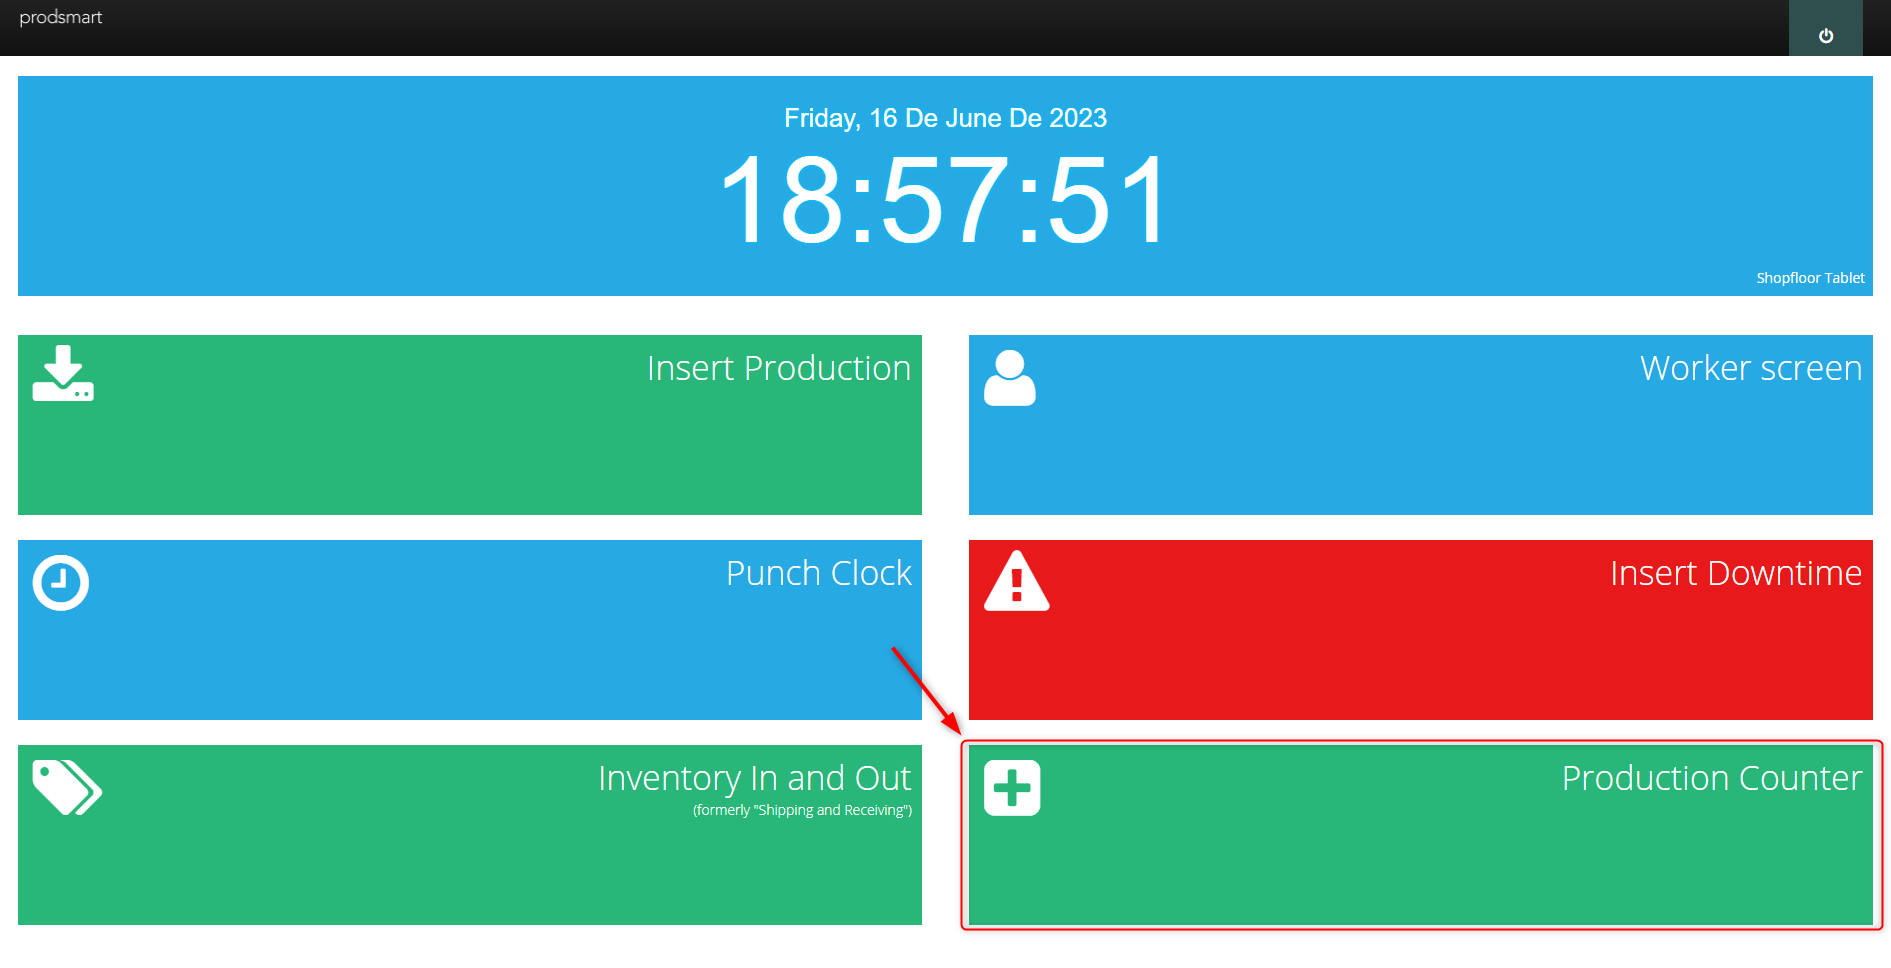 prodsmart
Friday, 16 De June De 2023
18:57:51
Shopfloor Tablet
Insert Production
Worker screen
Punch Clock
Insert Downtime
Inventory In and Out
(formerly "Shipping and Receiving")
Production Counter